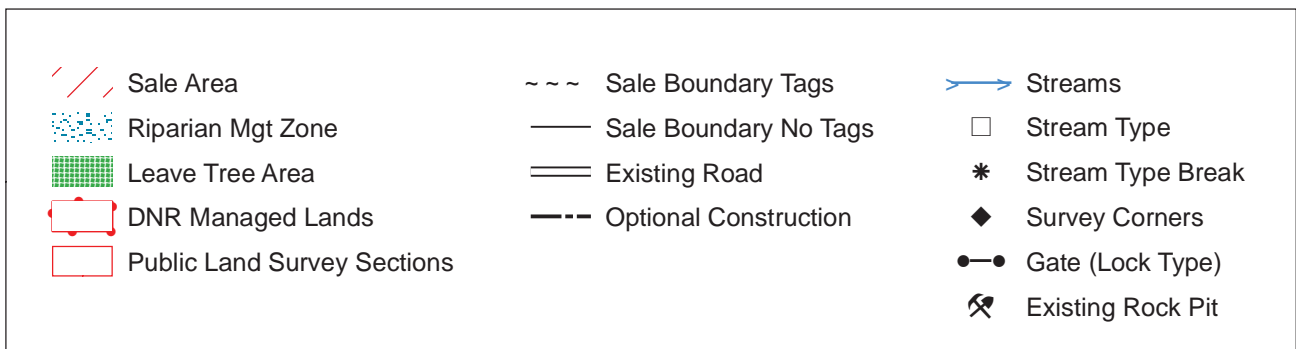 Sale Area
Riparian Mgt Zone
Leave Tree Area
DNR Managed Lands
Public Land Survey Sections
Sale Boundary Tags
Sale Boundary No Tags
Existing Road
Optional Construction
Streams
Stream Type
Stream Type Break
Survey Corners
Gate (Lock Type)
Existing Rock Pit